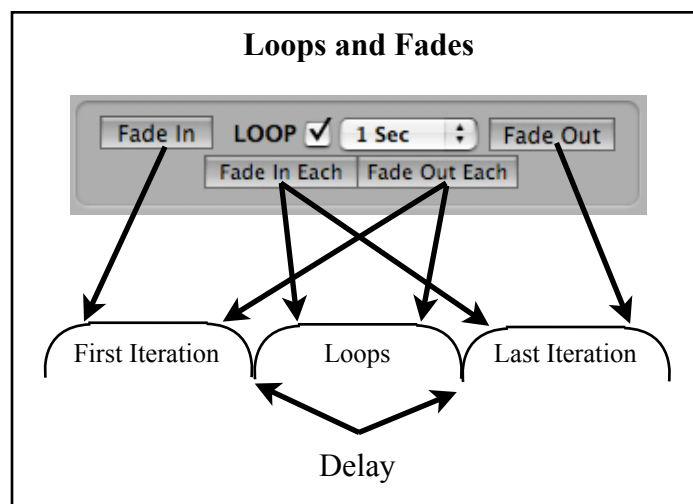 Loops and Fades
Fade In LOOP 1 Sec Fade Out
Fade In Each Fade Out Each
First Iteration Loops Last Iteration
Delay